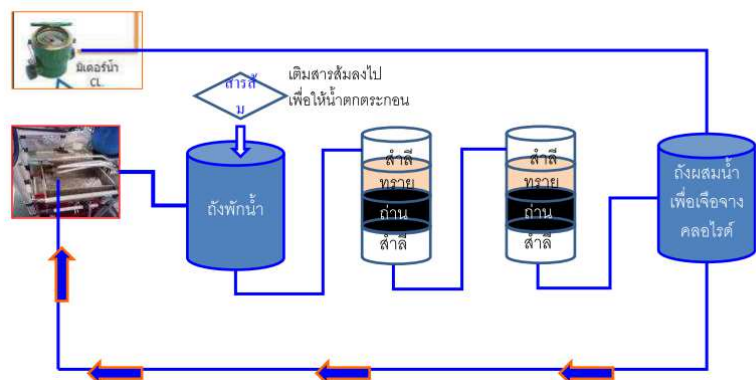 มิเตอร์น้ำ
CL.
สารส้
ม
เติมสารส้มลงไป
เพื่อให้น้ำตกตระกอน
ถังพักน้ำ
สำลี
ทราย
ถ่าน
สำลี
สำลี
ทราย
ถ่าน
สำลี
ถังผสมน้ำ
เพื่อเจือจาง
คลอไรด์